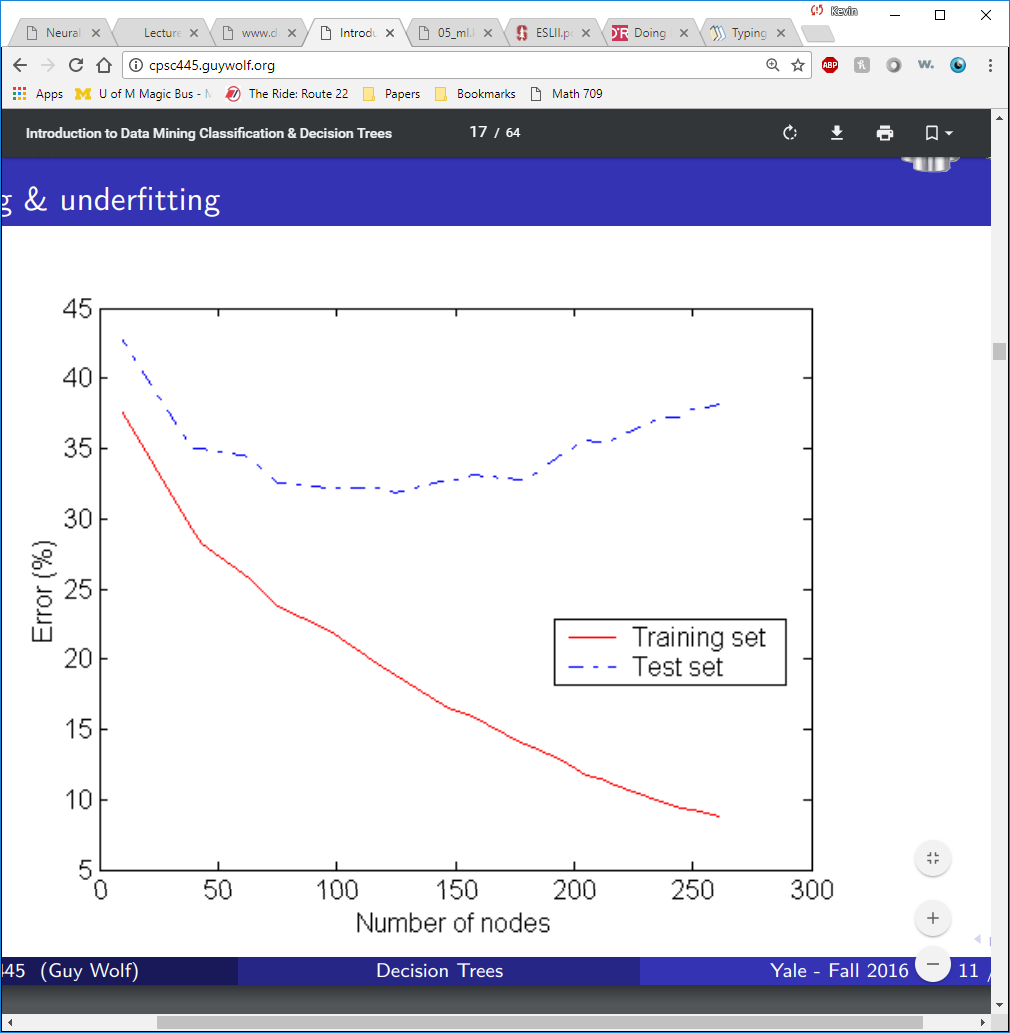 Kevin
Neural
Lecture
www.d
Introdu
05_ml.
ESLII.p
Doing
Typing
cpsc445.guywolf.org
ABP
w.
Apps
U of M Magic Bus - 
The Ride: Route 22
Papers
Bookmarks
Math 709
Introduction to Data Mining Classification & Decision Trees
17 / 64
g & underfitting
45
40
35
30
25
20
15
10
5
Error (%)
Training set
Test set
0 50 100 150 200 250 300
Number of nodes
445 (Guy Wolf)
Decision Trees
Yale - Fall 2016
11 /